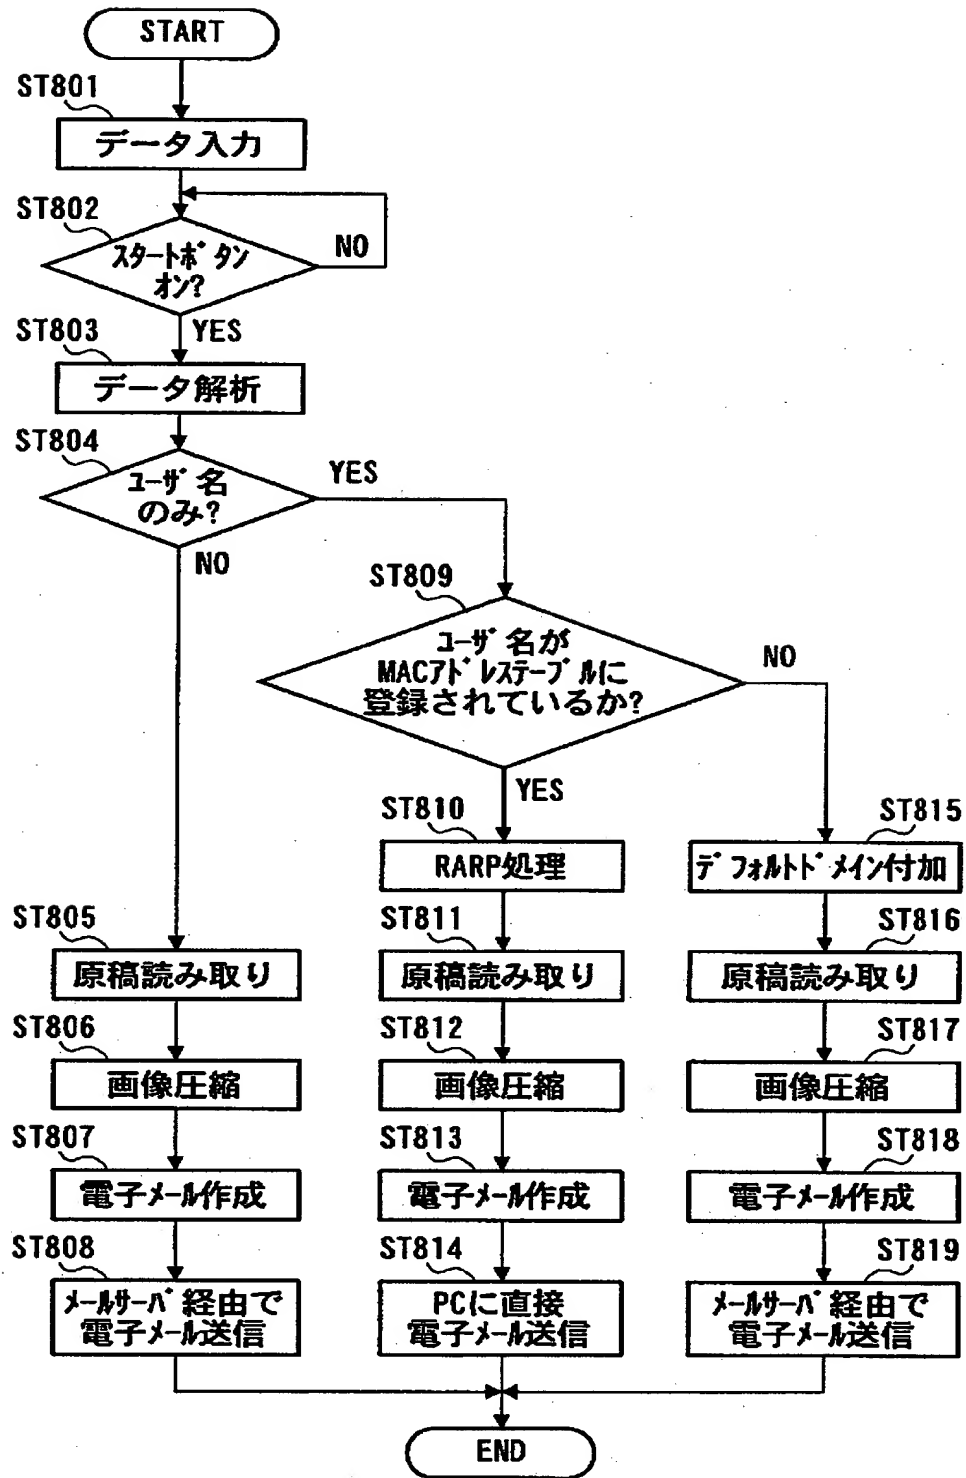 START
ST801
データ入力
ST802
スタートボタン
オン?
NO
YES
ST803
データ解析
ST804
ユーザ名
のみ?
YES
NO
ST809
ユーザ名が
MACアドレステーブルに
登録されているか?
NO
YES
ST810
RARP処理
ST815
デフォルトドメイン付加
ST805
原稿読み取り
ST811
原稿読み取り
ST816
原稿読み取り
ST806
画像圧縮
ST812
画像圧縮
ST817
画像圧縮
ST807
電子メール作成
ST813
電子メール作成
ST818
電子メール作成
ST808
メールサーバ経由で
電子メール送信
ST814
PCに直接
電子メール送信
ST819
メールサーバ経由で
電子メール送信
END